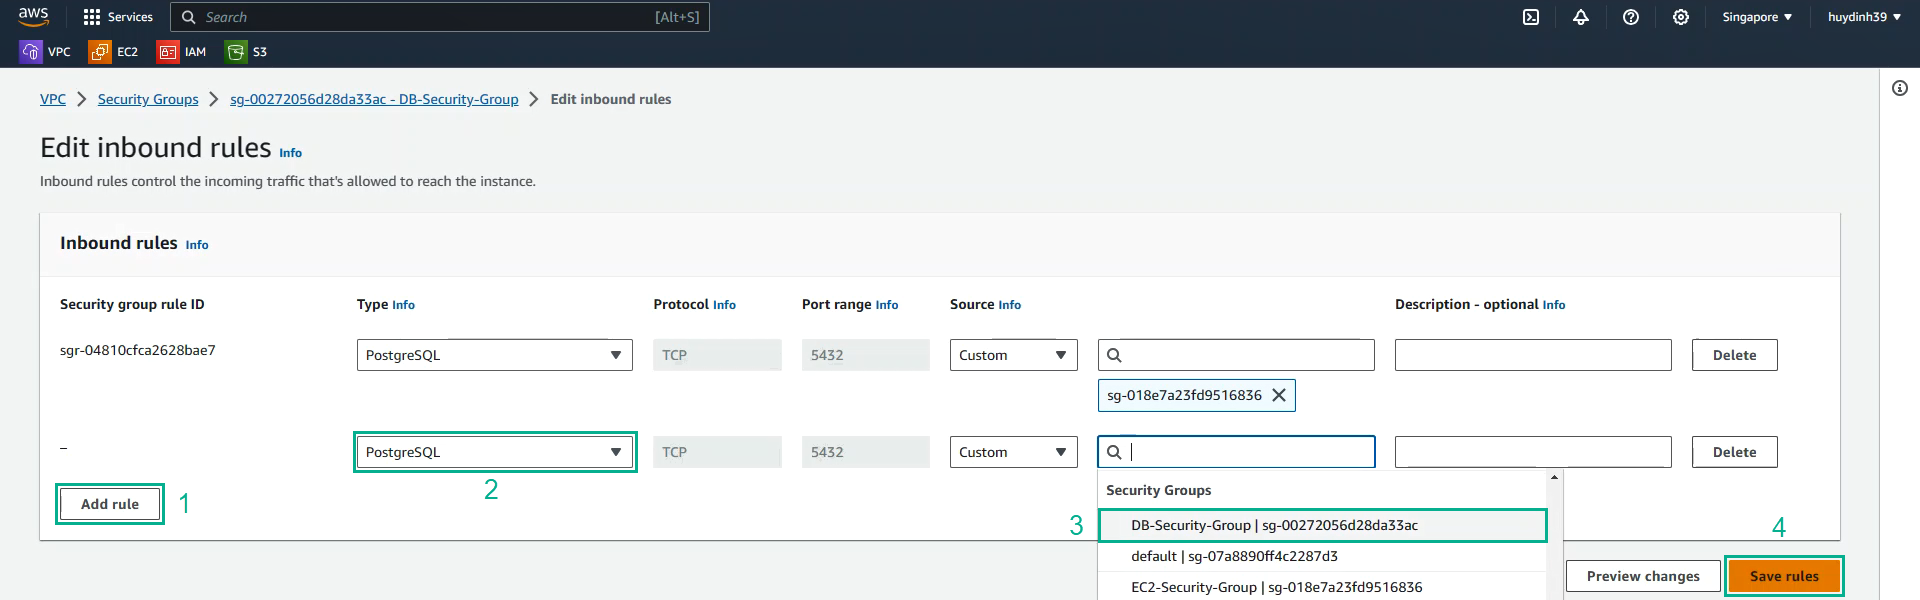 aws Services Search [Alt+S] Singapore huydinh39
VPC EC2 IAM S3
VPC Security Groups sg-00272056d28da33ac - DB-Security-Group Edit inbound rules
Edit inbound rules Info
Inbound rules control the incoming traffic that's allowed to reach the instance.
Inbound rules Info
Security group rule ID Type Info Protocol Info Port range Info Source Info Description - optional Info
sgr-04810cfca2628bae7 PostgreSQL TCP 5432 Custom Delete
sg-018e7a23fd9516836
– PostgreSQL TCP 5432 Custom Delete
2
Security Groups
Add rule 1
3 DB-Security-Group | sg-00272056d28da33ac 4
default | sg-07a8890ff4c2287d3
Preview changes Save rules
EC2-Security-Group | sg-018e7a23fd9516836